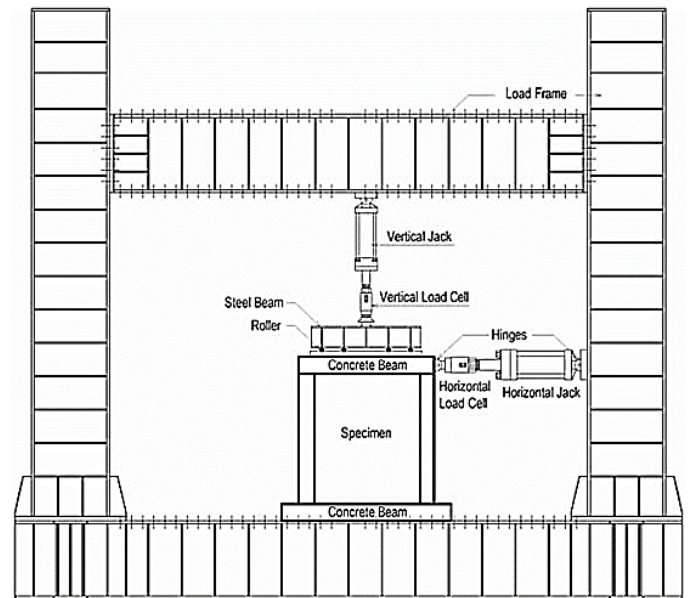 Load Frame
Vertical Jack
Vertical Load Cell
Steel Beam
Roller
Hinges
Concrete Beam
Horizontal
Load Cell
Horizontal Jack
Specimen
Concrete Beam